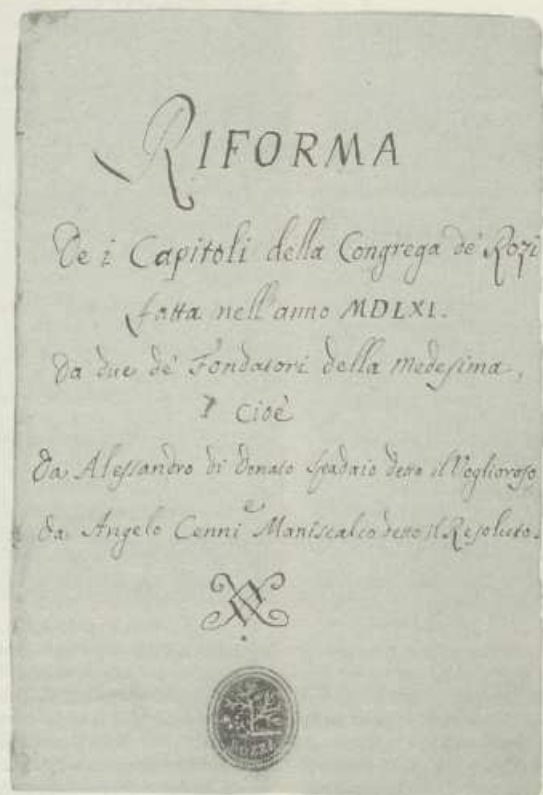 RIFORMA
De i Capitoli della Congrega de' Rozi
fatta nell'anno MDLXI.
Da due de' Fondatori della Medesima,
Cioè
Da Alessandro di Donato Spadaio detto il Voglioroso
e
Da Angelo Cenni Maniscalco detto il Resoluto.
ROZZI